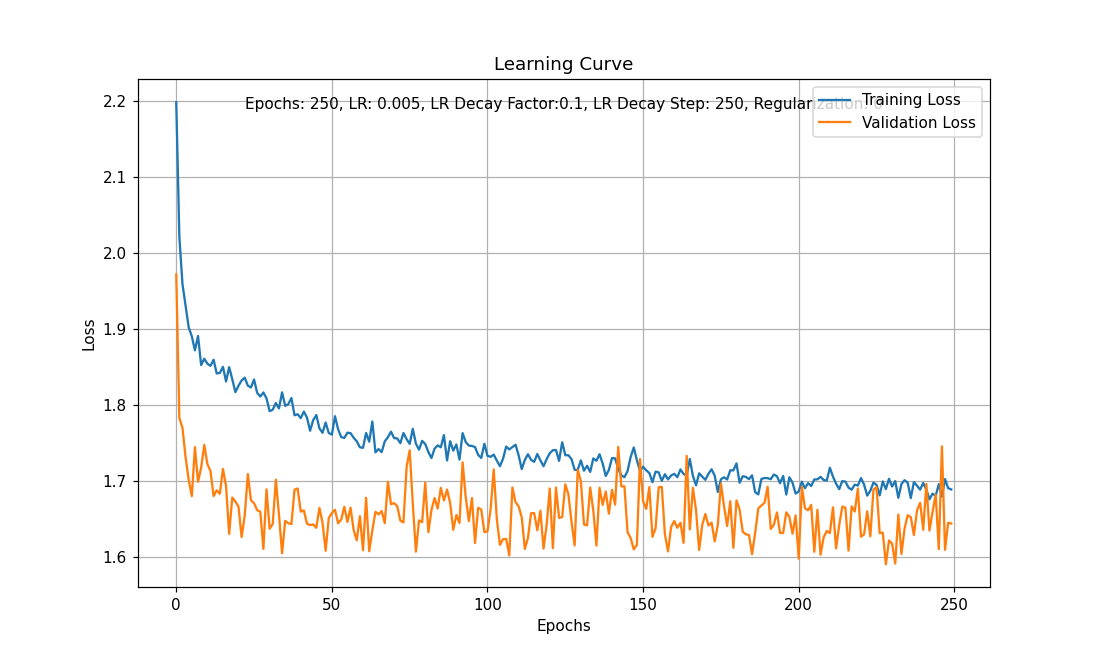 Learning Curve
Epochs: 250, LR: 0.005, LR Decay Factor:0.1, LR Decay Step: 250, Regularization: 0
Training Loss
Validation Loss
2.2
2.1
2.0
1.9
1.8
1.7
1.6
Loss
0 50 100 150 200 250
Epochs